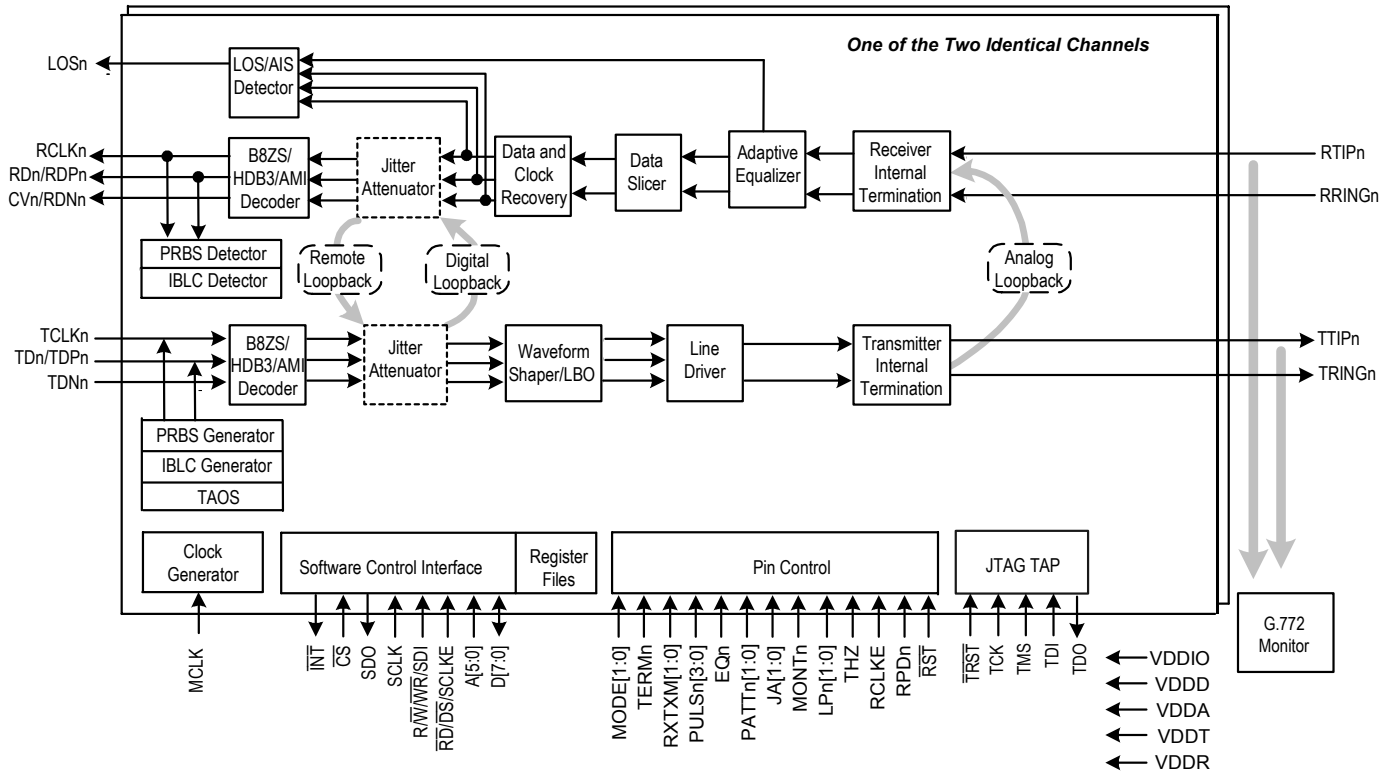 One of the Two Identical Channels
LOSn
LOS/AIS
Detector
RCLKn
RDn/RDPn
CVn/RDNn
B8ZS/
HDB3/AMI
Decoder
Jitter
Attenuator
Data and
Clock
Recovery
Data
Slicer
Adaptive
Equalizer
Receiver
Internal
Termination
RTIPn
RRINGn
PRBS Detector
IBLC Detector
Remote
Loopback
Digital
Loopback
Analog
Loopback
TCLKn
TDn/TDPn
TDNn
B8ZS/
HDB3/AMI
Decoder
Jitter
Attenuator
Waveform
Shaper/LBO
Line
Driver
Transmitter
Internal
Termination
TTIPn
TRINGn
PRBS Generator
IBLC Generator
TAOS
Clock
Generator
Software Control Interface
Register
Files
Pin Control
JTAG TAP
G.772
Monitor
MCLK
INT
CS
SDO
SCLK
R/W/WR/SDI
RD/DS/SCLKE
A[5:0]
D[7:0]
MODE[1:0]
TERMn
RXTXM[1:0]
PULSn[3:0]
EQn
PATTn[1:0]
JA[1:0]
MONTn
LPn[1:0]
THZ
RCLKE
RPDn
RST
TRST
TCK
TMS
TDI
TDO
VDDIO
VDDD
VDDA
VDDT
VDDR